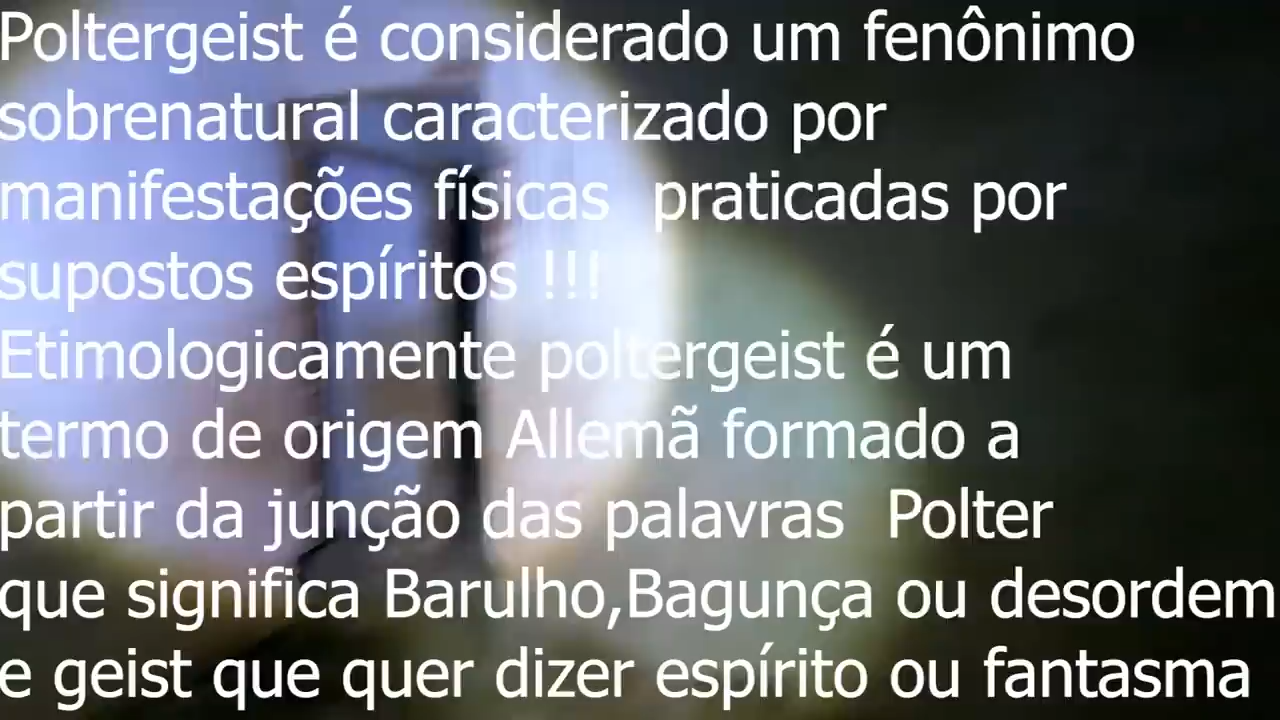 Poltergeist é considerado um fenônimo
sobrenatural caracterizado por
manifestações físicas  praticadas por
supostos espíritos !!!
Etimologicamente poltergeist é um
termo de origem Allemã formado a
partir da junção das palavras  Polter
que significa Barulho,Bagunça ou desordem
e geist que quer dizer espírito ou fantasma